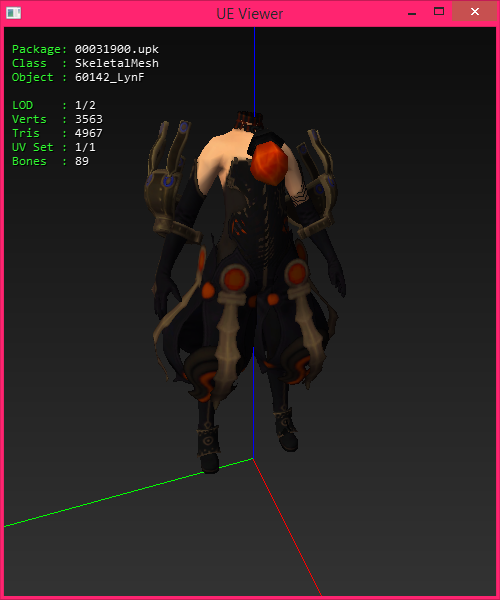 UE Viewer
Package: 00031900.upk
Class  : SkeletalMesh
Object : 60142_LynF
LOD    : 1/2
Verts  : 3563
Tris   : 4967
UV Set : 1/1
Bones  : 89